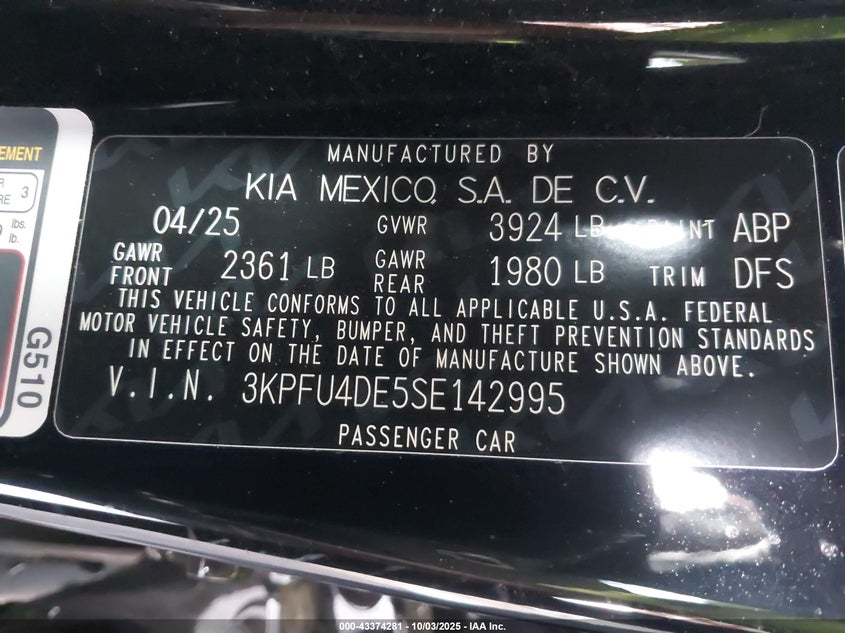 EMENT
3
lbs.
lb.
G510
MANUFACTURED BY
KIA MEXICO, S.A. DE C.V.
04/25 GVWR 3924 LB ABP
GAWR FRONT 2361 LB GAWR REAR 1980 LB TRIM DFS
THIS VEHICLE CONFORMS TO ALL APPLICABLE U.S.A. FEDERAL
MOTOR VEHICLE SAFETY, BUMPER, AND THEFT PREVENTION STANDARDS
IN EFFECT ON THE DATE OF MANUFACTURE SHOWN ABOVE.
V.I.N. 3KPFU4DE5SE142995
PASSENGER CAR
000-43374281 - 10/03/2025 - IAA Inc.